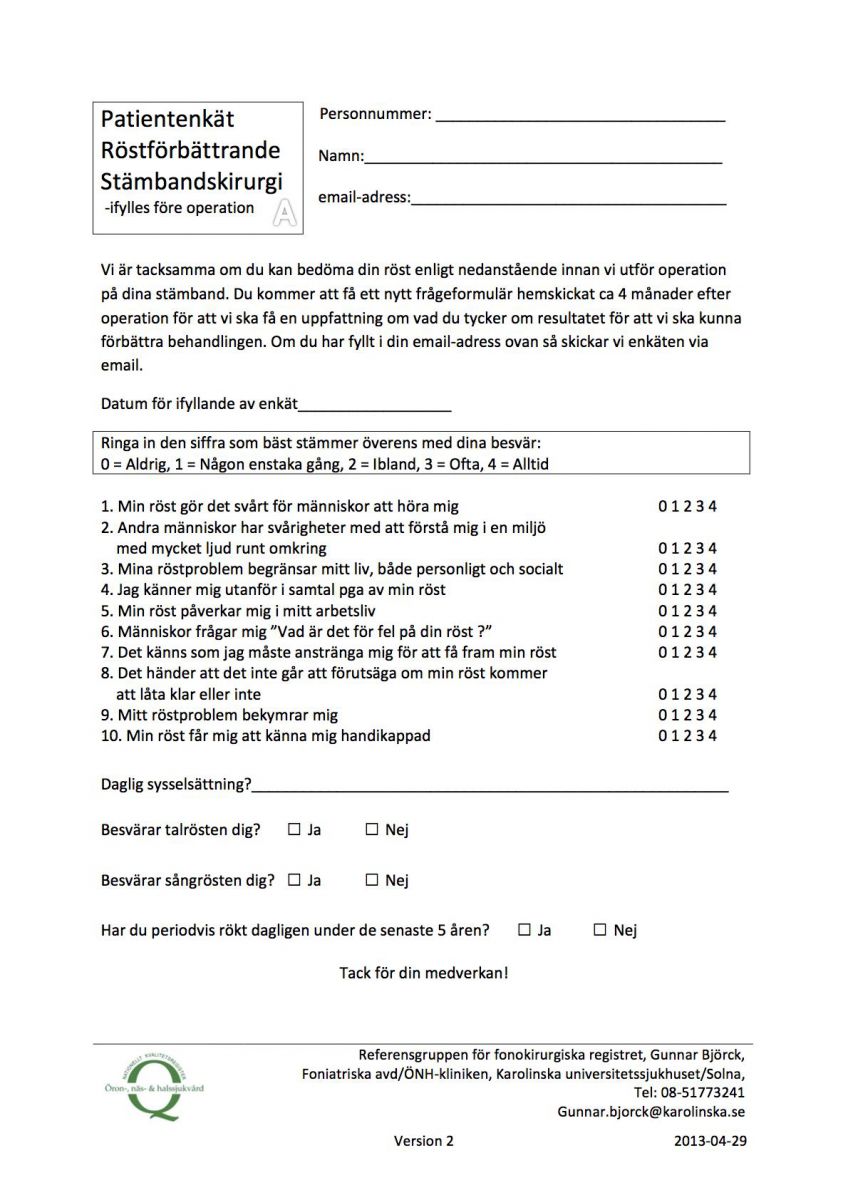 Patientenkät
Röstförbättrande
Stämbandskirurgi
-ifylles före operation
A
Personnummer: ___________________________________
Namn:___________________________________________
email-adress:______________________________________
Vi är tacksamma om du kan bedöma din röst enligt nedanstående innan vi utför operation
på dina stämband. Du kommer att få ett nytt frågeformulär hemskickat ca 4 månader efter
operation för att vi ska få en uppfattning om vad du tycker om resultatet för att vi ska kunna
förbättra behandlingen. Om du har fyllt i din email-adress ovan så skickar vi enkäten via
email.
Datum för ifyllande av enkät__________________
Ringa in den siffra som bäst stämmer överens med dina besvär:
0 = Aldrig, 1 = Någon enstaka gång, 2 = Ibland, 3 = Ofta, 4 = Alltid
1. Min röst gör det svårt för människor att höra mig 0 1 2 3 4
2. Andra människor har svårigheter med att förstå mig i en miljö
med mycket ljud runt omkring 0 1 2 3 4
3. Mina röstproblem begränsar mitt liv, både personligt och socialt 0 1 2 3 4
4. Jag känner mig utanför i samtal pga av min röst 0 1 2 3 4
5. Min röst påverkar mig i mitt arbetsliv 0 1 2 3 4
6. Människor frågar mig ”Vad är det för fel på din röst ?” 0 1 2 3 4
7. Det känns som jag måste anstränga mig för att få fram min röst 0 1 2 3 4
8. Det händer att det inte går att förutsäga om min röst kommer
att låta klar eller inte 0 1 2 3 4
9. Mitt röstproblem bekymrar mig 0 1 2 3 4
10. Min röst får mig att känna mig handikappad 0 1 2 3 4
Daglig sysselsättning?_________________________________________________________
Besvärar talrösten dig? ☐ Ja ☐ Nej
Besvärar sångrösten dig? ☐ Ja ☐ Nej
Har du periodvis rökt dagligen under de senaste 5 åren? ☐ Ja ☐ Nej
Tack för din medverkan!
NATIONELLT KVALITETSREGISTER
Öron-, näs- & halssjukvård
Referensgruppen för fonokirurgiska registret, Gunnar Björck,
Foniatriska avd/ÖNH-kliniken, Karolinska universitetssjukhuset/Solna,
Tel: 08-51773241
Gunnar.bjorck@karolinska.se
Version 2 2013-04-29